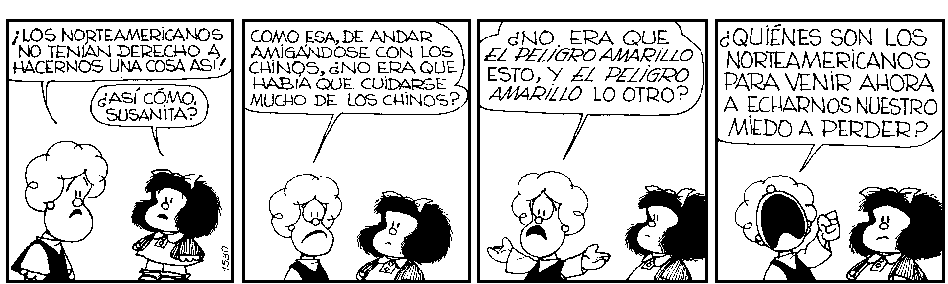 ¡LOS NORTEAMERICANOS
NO TENÍAN DERECHO A
HACERNOS UNA COSA ASÍ!
¿ASÍ CÓMO,
SUSANITA?
1530
COMO ESA, DE ANDAR
AMIGÁNDOSE CON LOS
CHINOS, ¿NO ERA QUE
HABÍA QUE CUIDARSE
MUCHO DE LOS CHINOS?
¿NO ERA QUE
EL PELIGRO AMARILLO
ESTO, Y EL PELIGRO
AMARILLO LO OTRO?
¿QUIÉNES SON LOS
NORTEAMERICANOS
PARA VENIR AHORA
A ECHARNOS NUESTRO
MIEDO A PERDER?